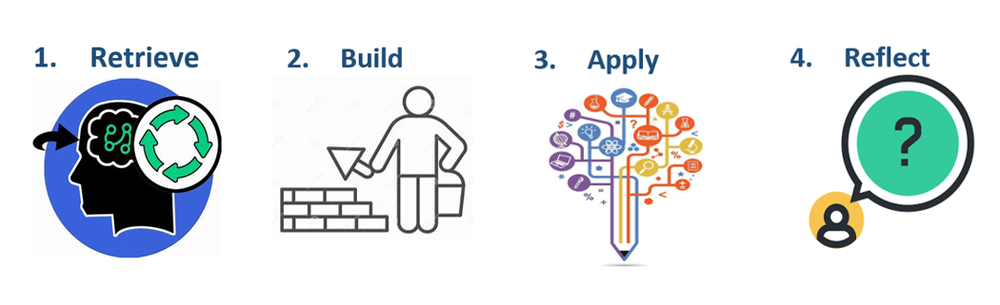 1. Retrieve
2. Build
3. Apply
4. Reflect
?